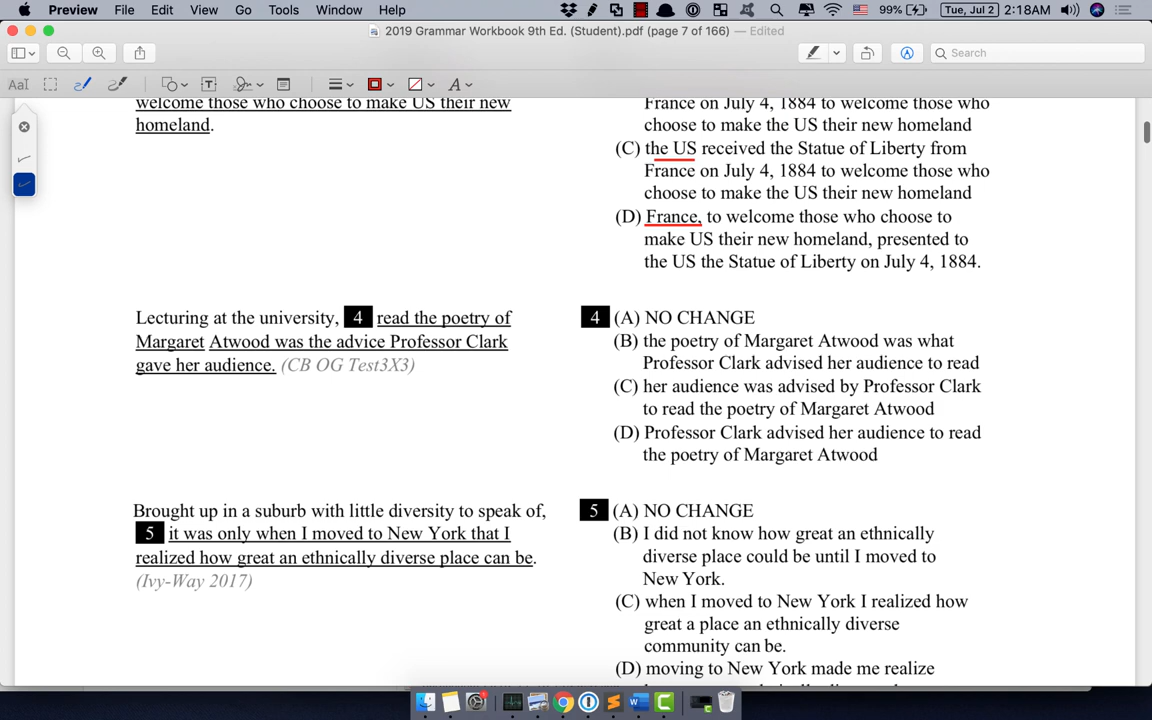 Preview File Edit View Go Tools Window Help 99% Tue, Jul 2 2:18AM
2019 Grammar Workbook 9th Ed. (Student).pdf (page 7 of 166) — Edited
Search
AaI T A
welcome those who choose to make US their new
homeland.
France on July 4, 1884 to welcome those who
choose to make the US their new homeland
(C) the US received the Statue of Liberty from
France on July 4, 1884 to welcome those who
choose to make the US their new homeland
(D) France, to welcome those who choose to
make US their new homeland, presented to
the US the Statue of Liberty on July 4, 1884.
Lecturing at the university, 4 read the poetry of
Margaret Atwood was the advice Professor Clark
gave her audience. (CB OG Test3X3)
4 (A) NO CHANGE
(B) the poetry of Margaret Atwood was what
Professor Clark advised her audience to read
(C) her audience was advised by Professor Clark
to read the poetry of Margaret Atwood
(D) Professor Clark advised her audience to read
the poetry of Margaret Atwood
Brought up in a suburb with little diversity to speak of,
5 it was only when I moved to New York that I
realized how great an ethnically diverse place can be.
(Ivy-Way 2017)
5 (A) NO CHANGE
(B) I did not know how great an ethnically
diverse place could be until I moved to
New York.
(C) when I moved to New York I realized how
great a place an ethnically diverse
community can be.
(D) moving to New York made me realize